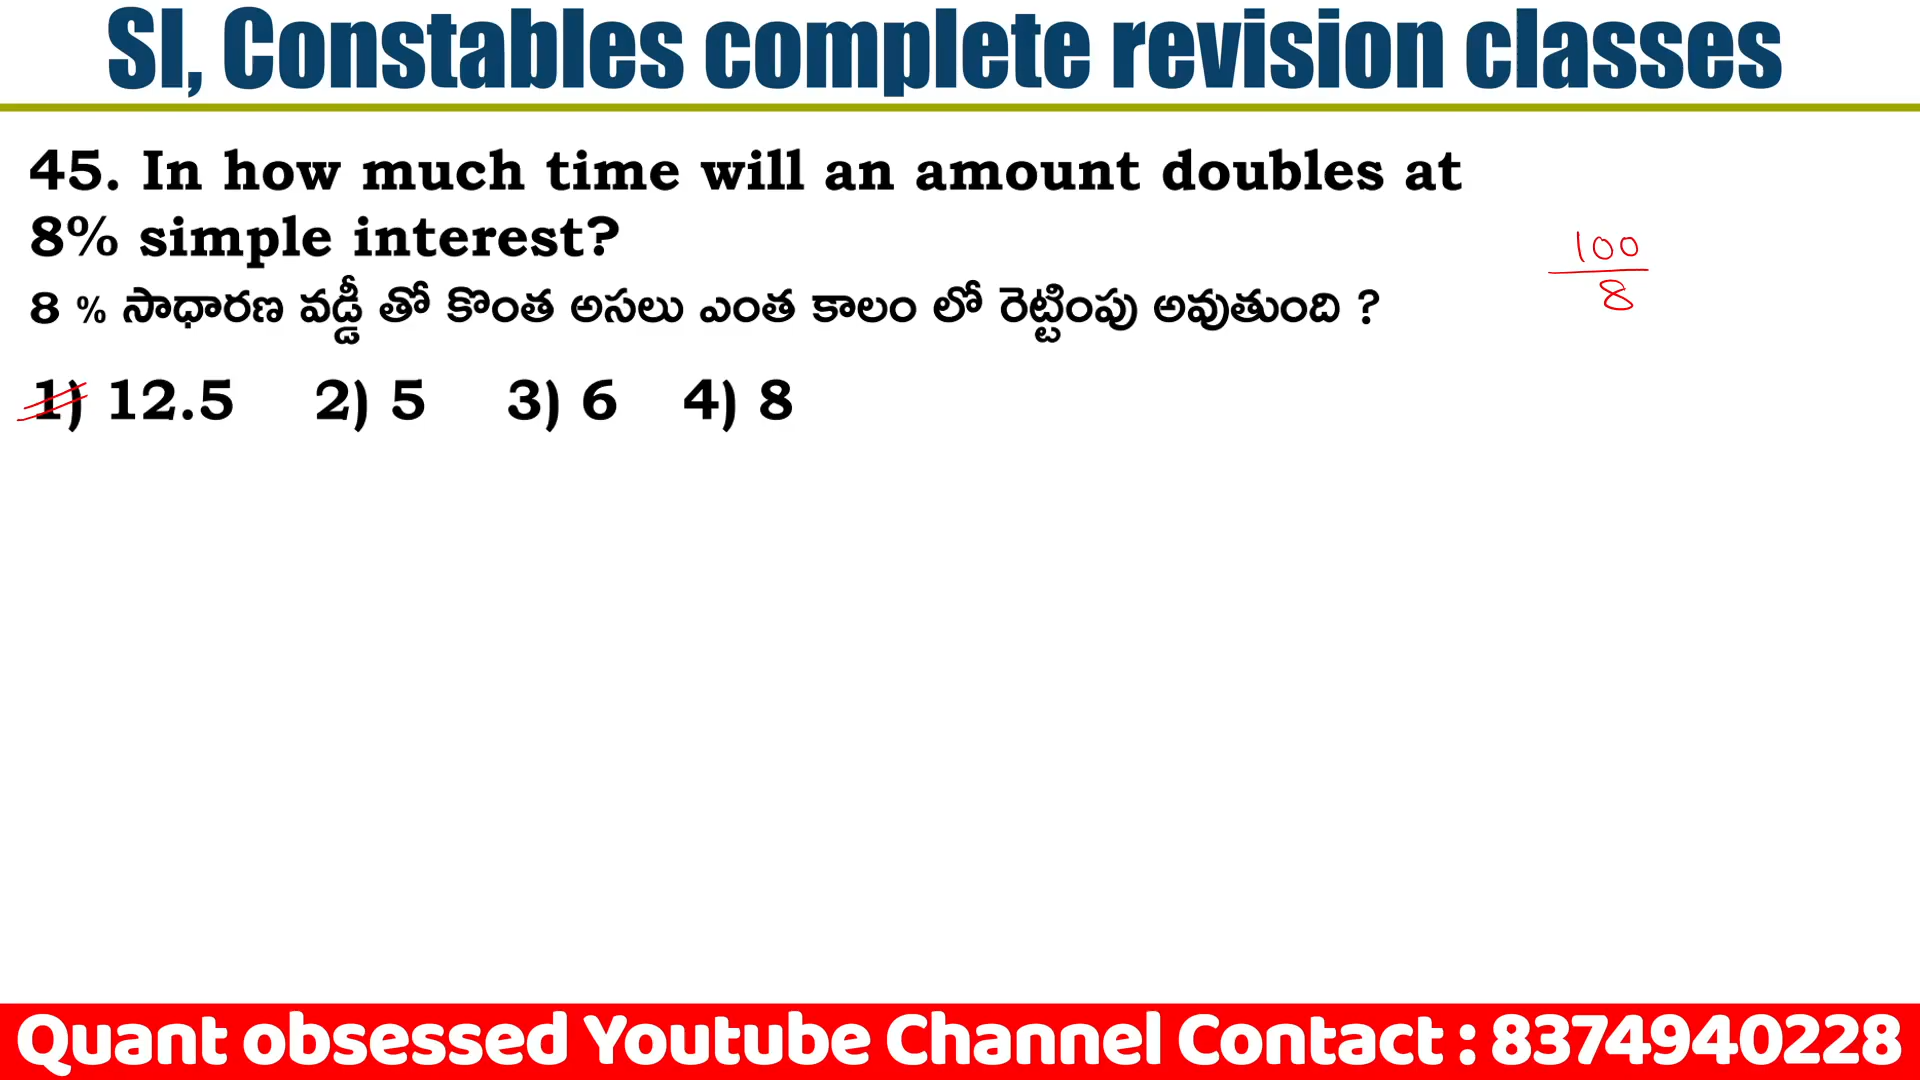 SI, Constables complete revision classes
45. In how much time will an amount doubles at
8% simple interest?
8 % సాధారణ వడ్డీ తో కొంత అసలు ఎంత కాలం లో రెట్టింపు అవుతుంది ?
100
8
1) 12.5 2) 5 3) 6 4) 8
Quant obsessed Youtube Channel Contact : 8374940228